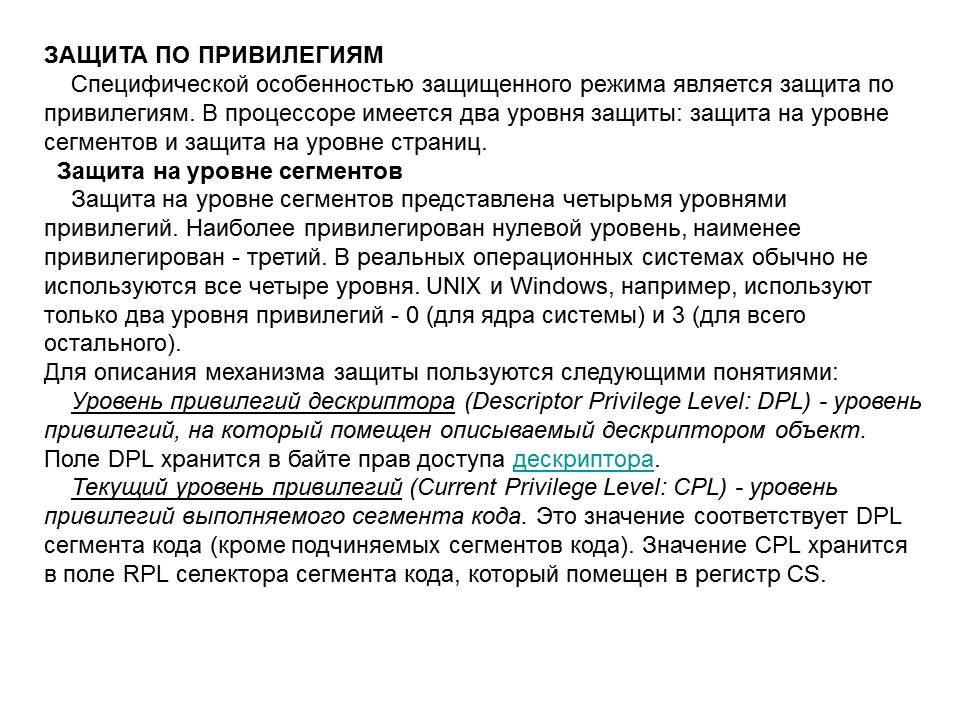 ЗАЩИТА ПО ПРИВИЛЕГИЯМ
Специфической особенностью защищенного режима является защита по
привилегиям. В процессоре имеется два уровня защиты: защита на уровне
сегментов и защита на уровне страниц.
Защита на уровне сегментов
Защита на уровне сегментов представлена четырьмя уровнями
привилегий. Наиболее привилегирован нулевой уровень, наименее
привилегирован - третий. В реальных операционных системах обычно не
используются все четыре уровня. UNIX и Windows, например, используют
только два уровня привилегий - 0 (для ядра системы) и 3 (для всего
остального).
Для описания механизма защиты пользуются следующими понятиями:
Уровень привилегий дескриптора (Descriptor Privilege Level: DPL) - уровень
привилегий, на который помещен описываемый дескриптором объект.
Поле DPL хранится в байте прав доступа дескриптора.
Текущий уровень привилегий (Current Privilege Level: CPL) - уровень
привилегий выполняемого сегмента кода. Это значение соответствует DPL
сегмента кода (кроме подчиняемых сегментов кода). Значение CPL хранится
в поле RPL селектора сегмента кода, который помещен в регистр CS.